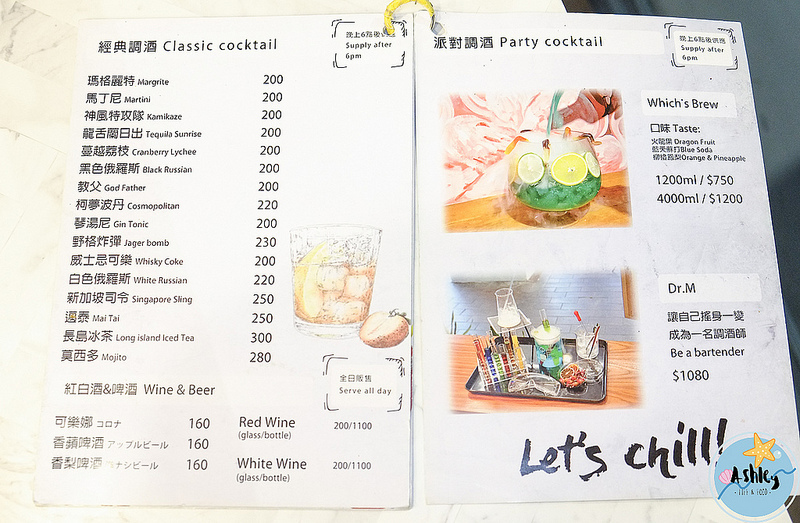 經典調酒 Classic cocktail
晚上6點後供應
Supply after
6pm
瑪格麗特 Margrite 200
馬丁尼 Martini 200
神風特攻隊 Kamikaze 200
龍舌蘭日出 Tequila Sunrise 200
蔓越荔枝 Cranberry Lychee 200
黑色俄羅斯 Black Russian 200
教父 God Father 200
柯夢波丹 Cosmopolitan 220
琴湯尼 Gin Tonic 200
野格炸彈 Jager bomb 230
威士忌可樂 Whisky Coke 200
白色俄羅斯 White Russian 220
新加坡司令 Singapore Sling 250
邁泰 Mai Tai 250
長島冰茶 Long island Iced Tea 300
莫西多 Mojito 280
紅白酒&啤酒 Wine & Beer
全日販售
Serve all day
可樂娜 コロナ 160
香蘋啤酒 アップルビール 160
香梨啤酒 ナシビール 160
Red Wine 200/1100
(glass/bottle)
White Wine 200/1100
(glass/bottle)
派對調酒 Party cocktail
晚上6點後供應
Supply after
6pm
Which's Brew
口味 Taste:
火龍果 Dragon Fruit
藍天蘇打Blue Soda
柳橙鳳梨Orange & Pineapple
1200ml / $750
4000ml / $1200
Dr.M
讓自己搖身一變
成為一名調酒師
Be a bartender
$1080
Let's chill!
Ashley